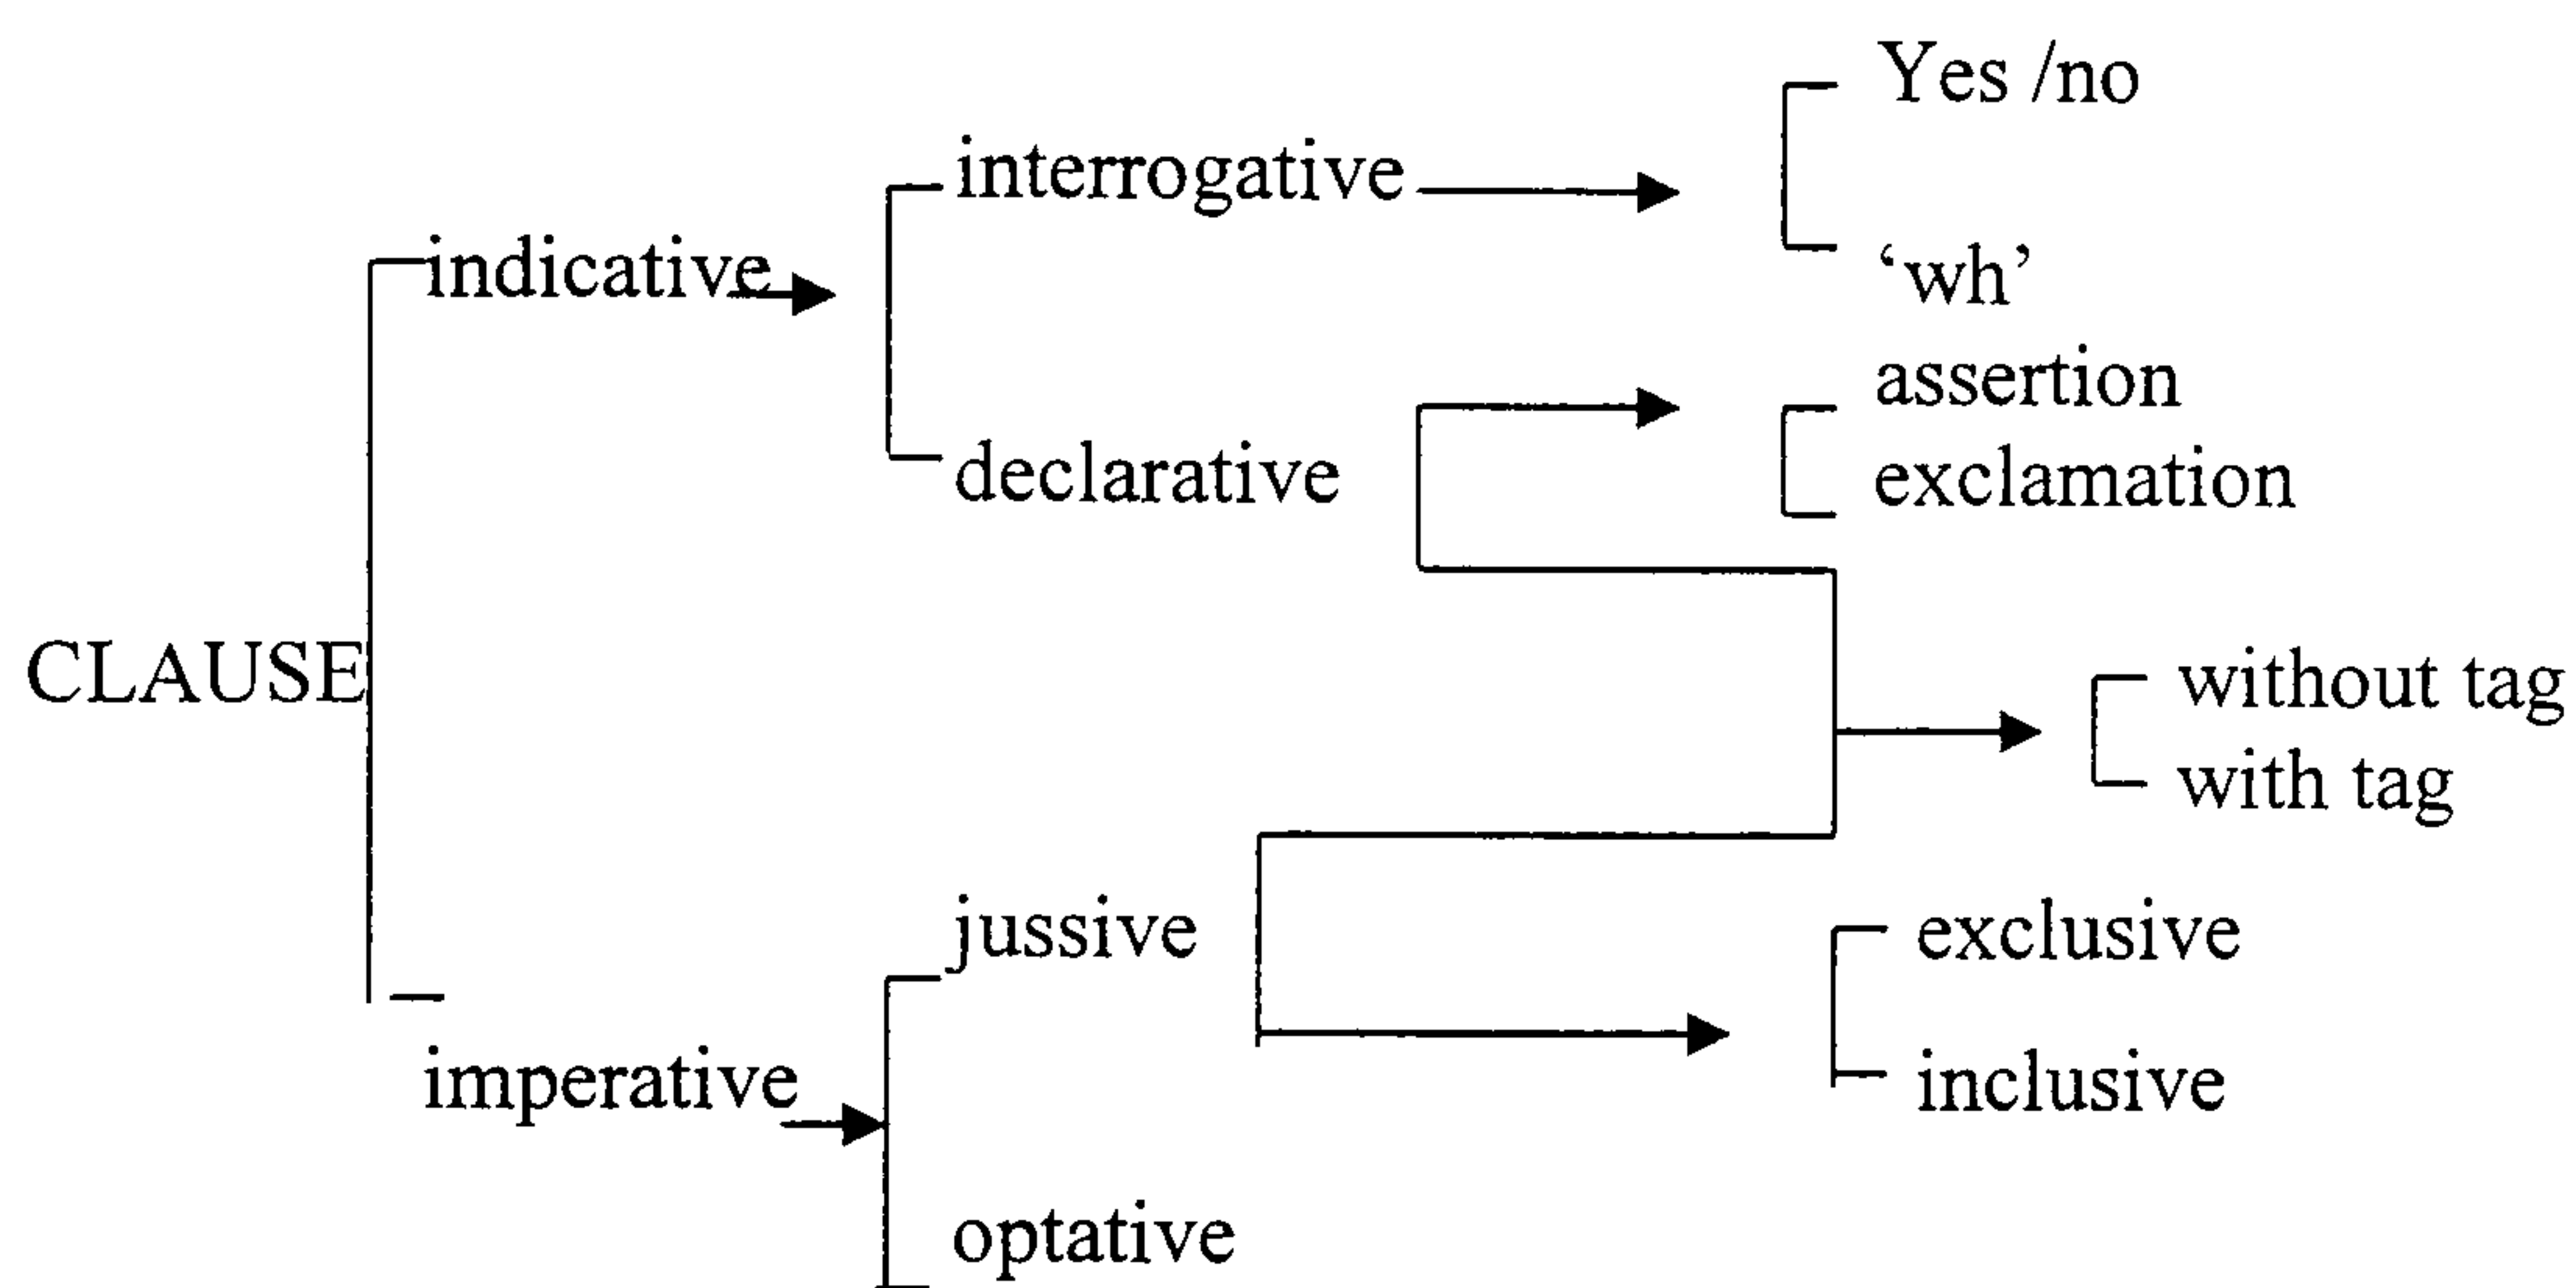 Yes /no
interrogative
indicative
‘wh’
assertion
declarative
exclamation
CLAUSE
without tag
with tag
jussive
exclusive
imperative
inclusive
optative